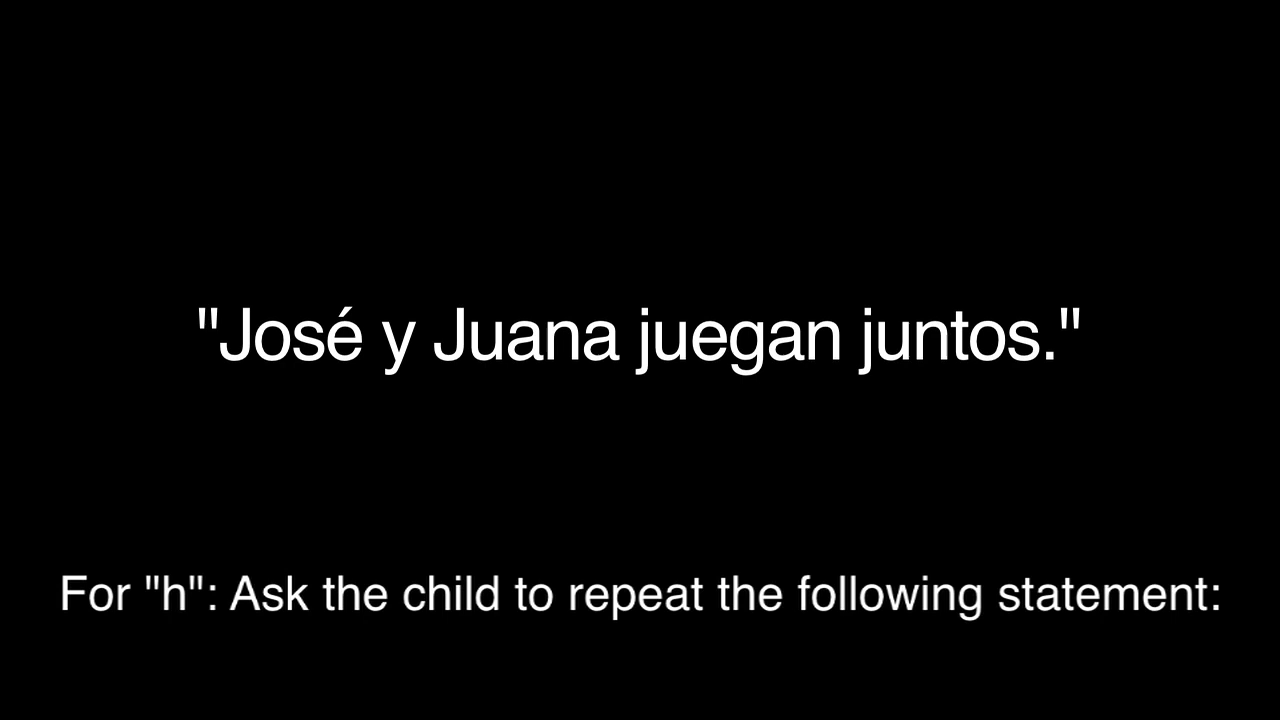 "José y Juana juegan juntos."
For "h": Ask the child to repeat the following statement: